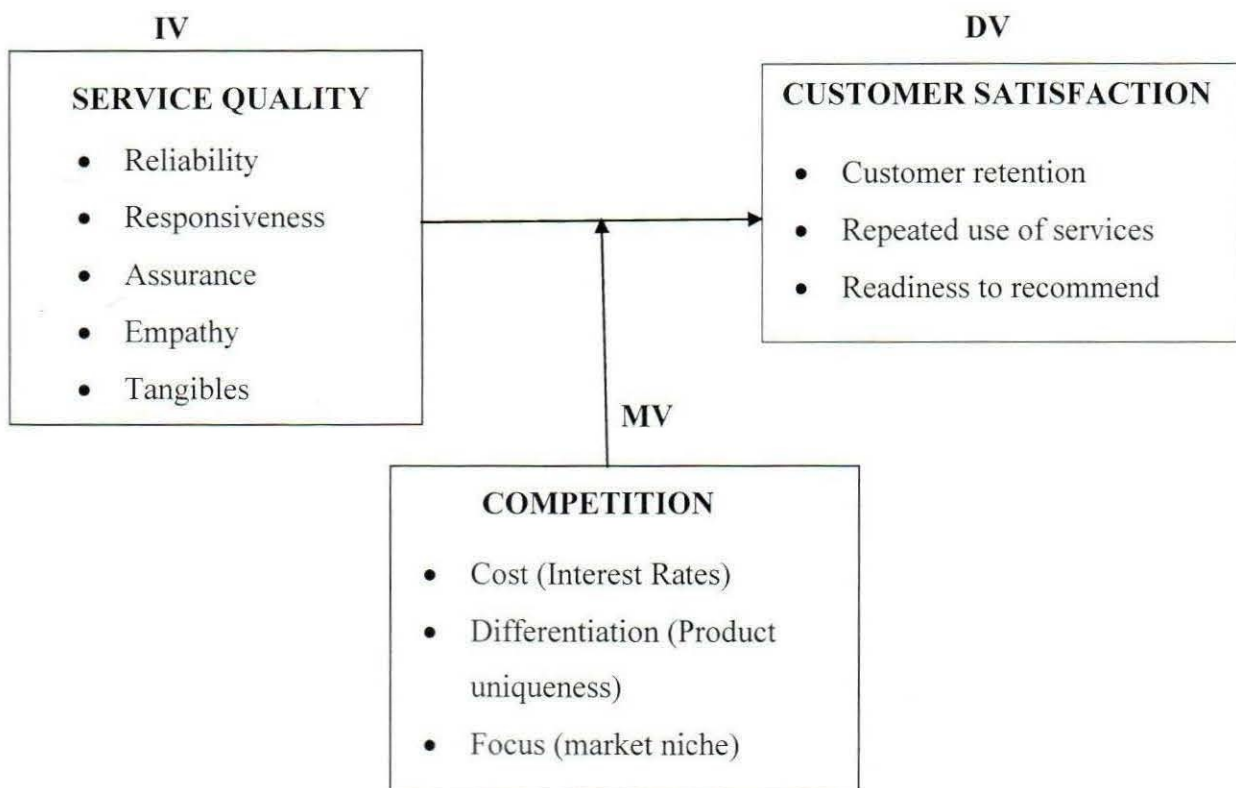 IV
SERVICE QUALITY
• Reliability
• Responsiveness
• Assurance
• Empathy
• Tangibles
DV
CUSTOMER SATISFACTION
• Customer retention
• Repeated use of services
• Readiness to recommend
MV
COMPETITION
• Cost (Interest Rates)
• Differentiation (Product
uniqueness)
• Focus (market niche)